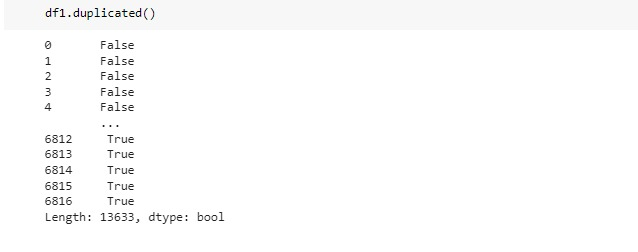 df1.duplicated()
0       False
1       False
2       False
3       False
4       False
        ...
6812     True
6813     True
6814     True
6815     True
6816     True
Length: 13633, dtype: bool